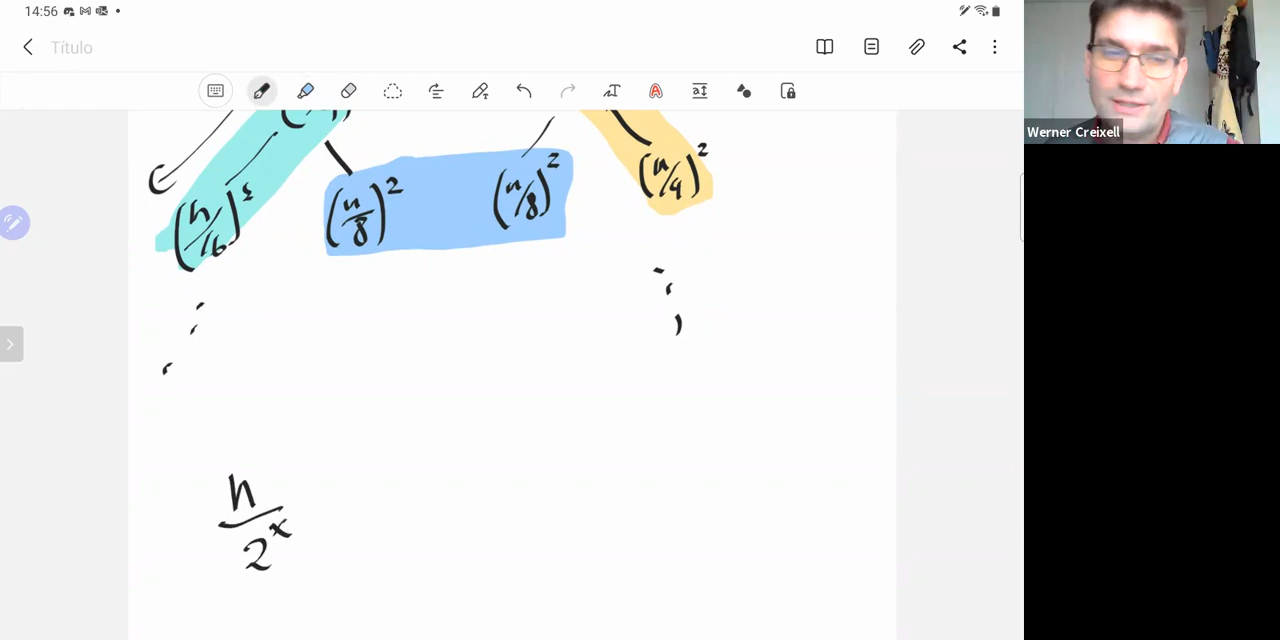 14:56
Título
(n/16)² (n/8)² (n/8)² (n/4)²
n/2ˣ
Werner Creixell